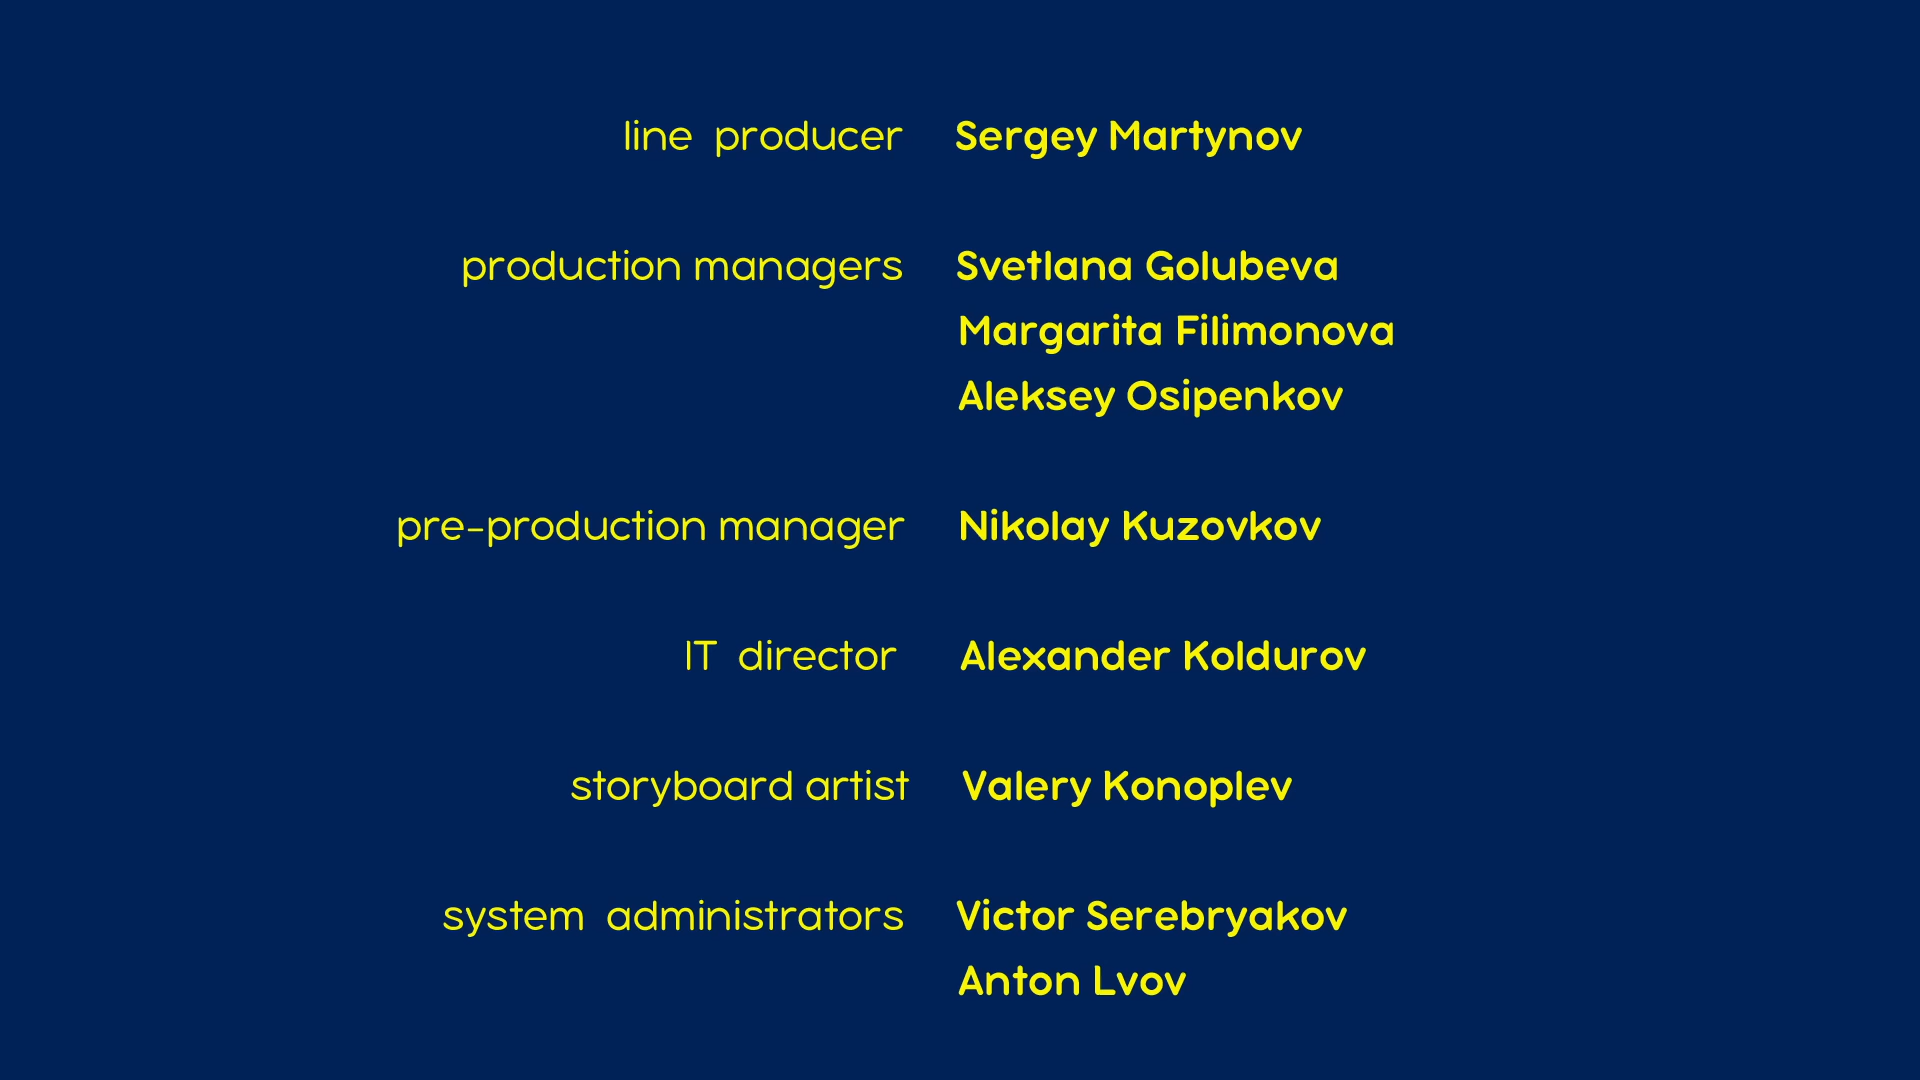 line producer Sergey Martynov
production managers Svetlana Golubeva
Margarita Filimonova
Aleksey Osipenkov
pre-production manager Nikolay Kuzovkov
IT director Alexander Koldurov
storyboard artist Valery Konoplev
system administrators Victor Serebryakov
Anton Lvov